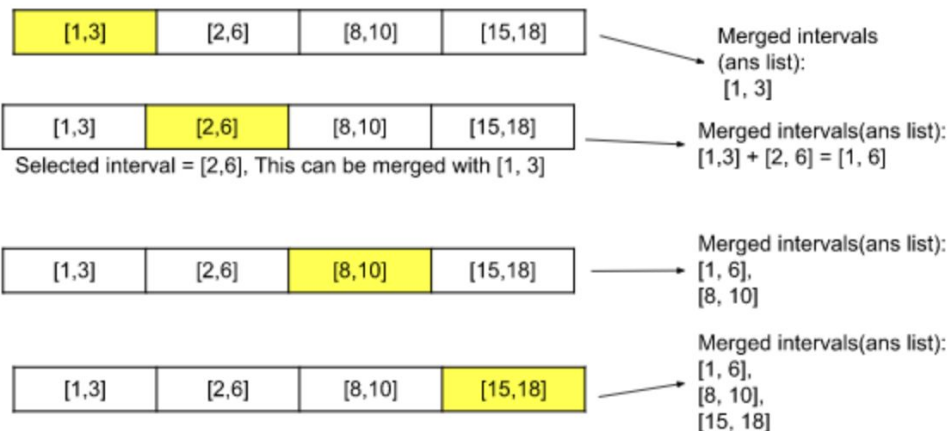 [1,3] [2,6] [8,10] [15,18]
Merged intervals
(ans list):
[1, 3]
[1,3] [2,6] [8,10] [15,18]
Selected interval = [2,6], This can be merged with [1, 3]
Merged intervals(ans list):
[1,3] + [2, 6] = [1, 6]
[1,3] [2,6] [8,10] [15,18]
Merged intervals(ans list):
[1, 6],
[8, 10]
[1,3] [2,6] [8,10] [15,18]
Merged intervals(ans list):
[1, 6],
[8, 10],
[15, 18]